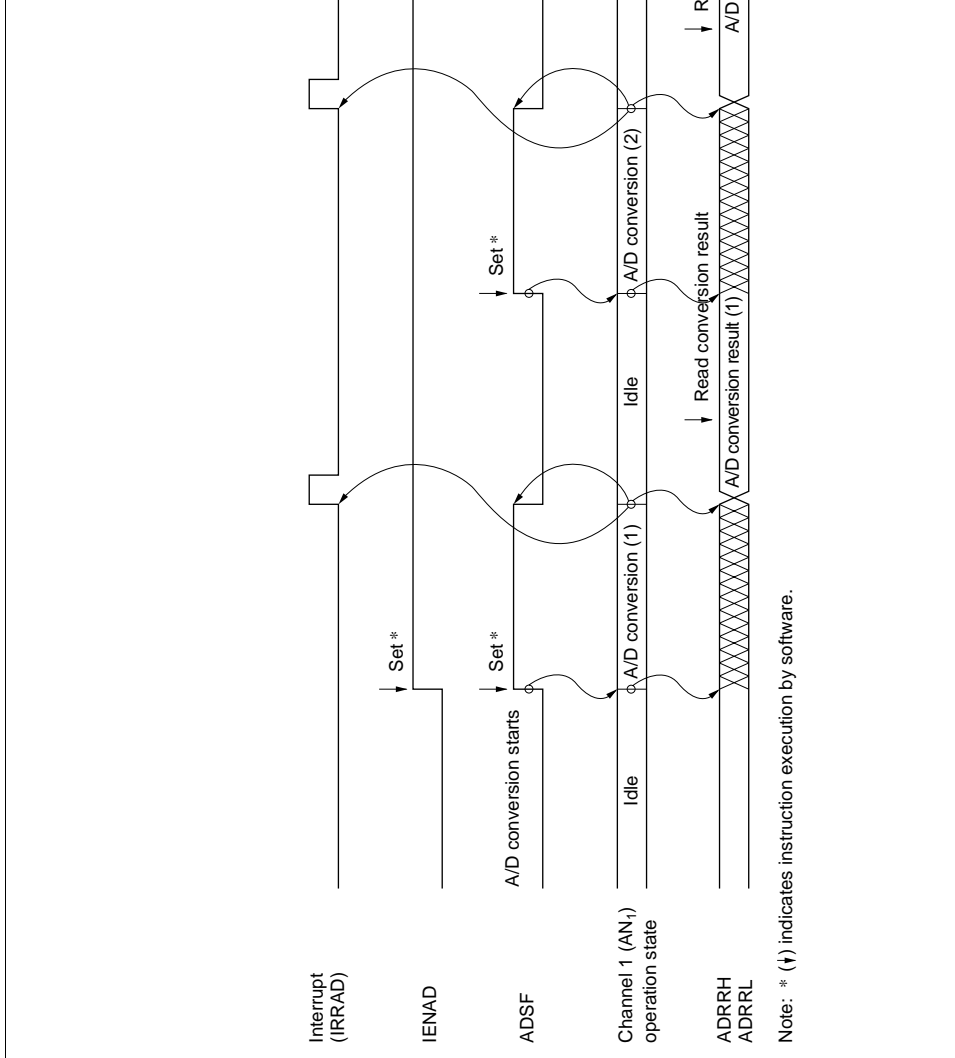 Interrupt
(IRRAD)
IENAD
Set *
ADSF
A/D conversion starts
Set *
Set *
Channel 1 (AN1)
operation state
Idle
A/D conversion (1)
Idle
A/D conversion (2)
Read conversion result
R
ADRRH
ADRRL
A/D conversion result (1)
A/D
Note: * (↓) indicates instruction execution by software.